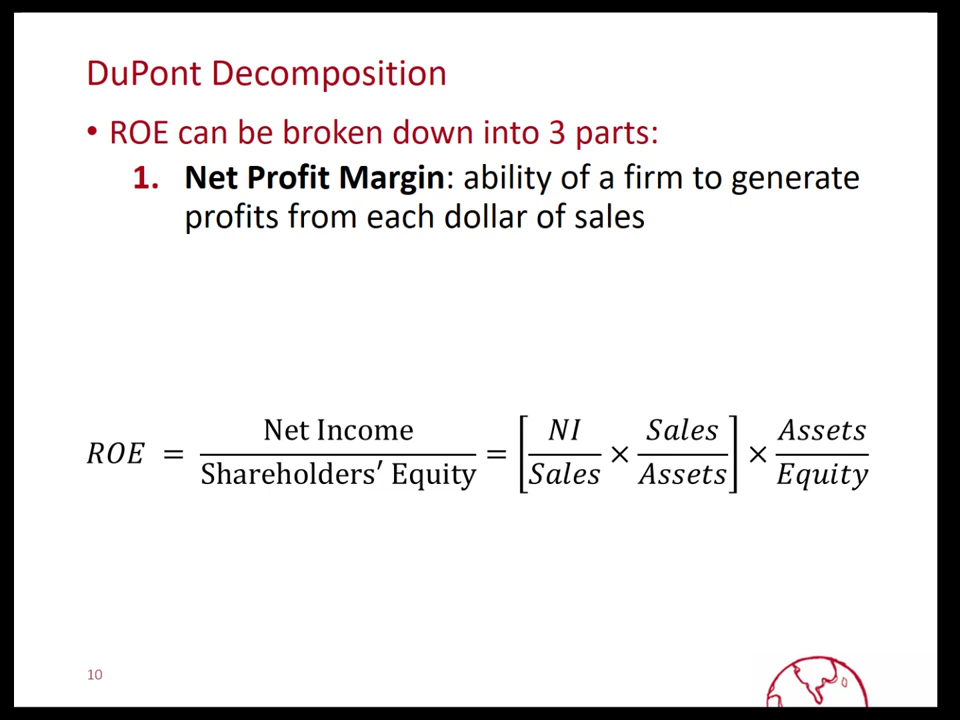 DuPont Decomposition
• ROE can be broken down into 3 parts:
1. Net Profit Margin: ability of a firm to generate
profits from each dollar of sales
ROE = Net Income / Shareholders′ Equity = [NI / Sales × Sales / Assets] × Assets / Equity
10